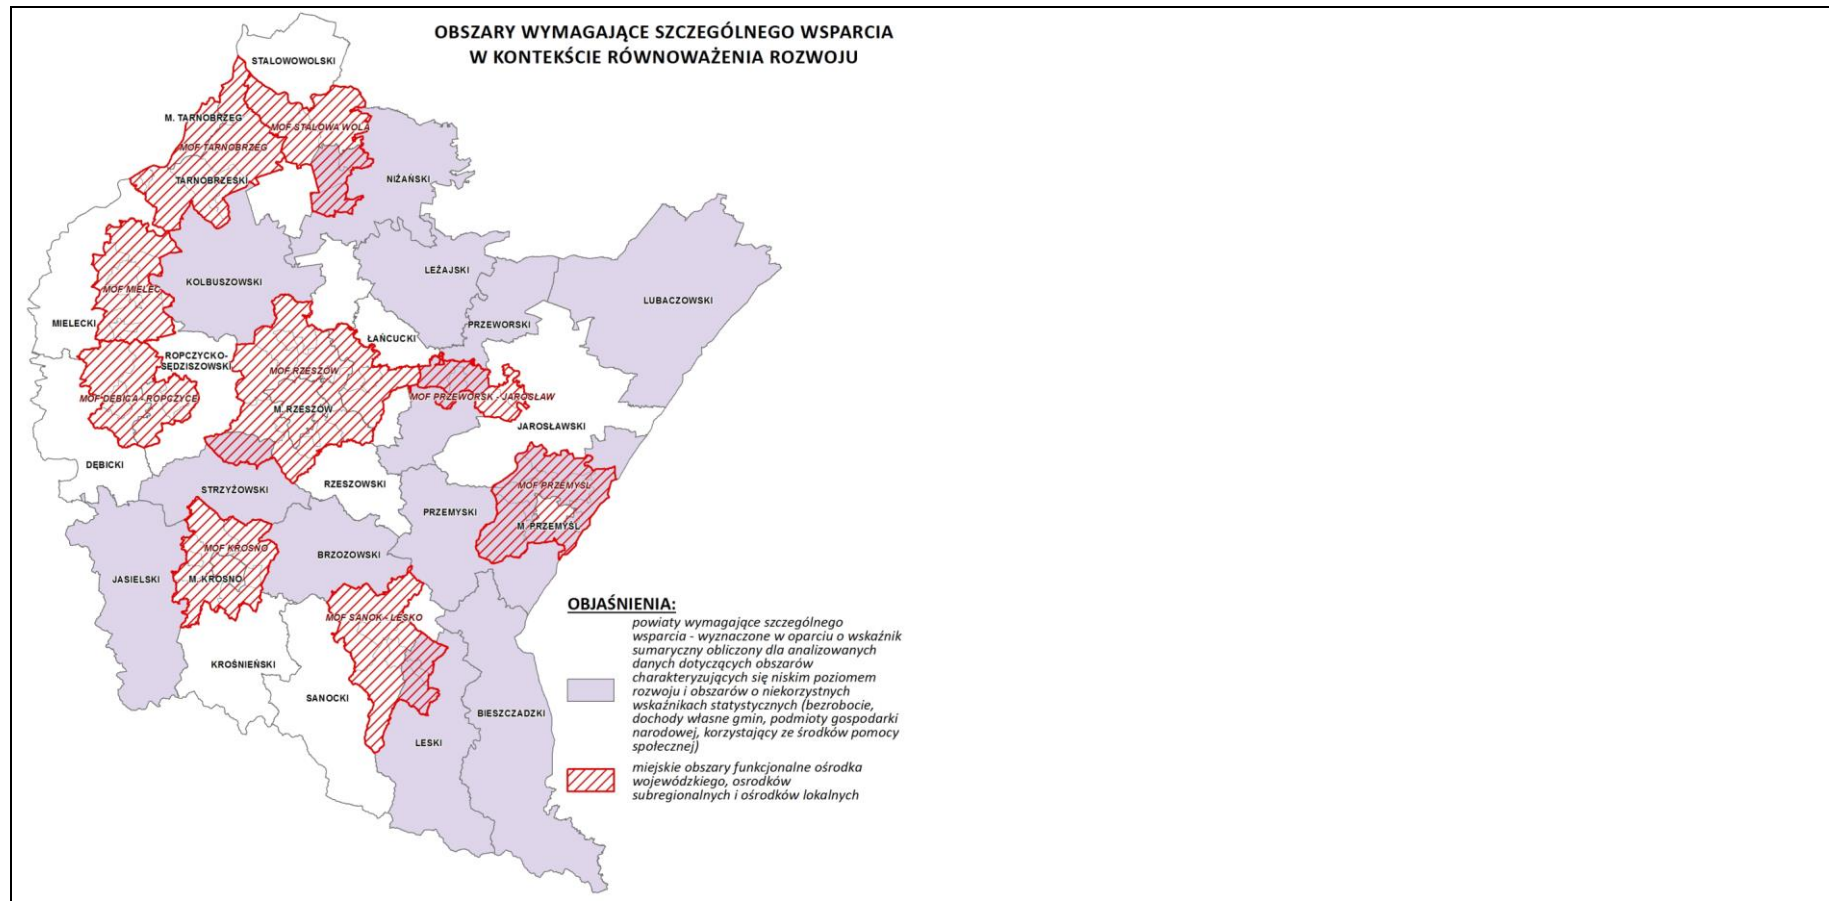 OBSZARY WYMAGAJĄCE SZCZEGÓLNEGO WSPARCIA
W KONTEKŚCIE RÓWNOWAŻENIA ROZWOJU
STALOWOWOLSKI
M. TARNOBRZEG
MOF STALOWA WOLA
MOF TARNOBRZEG
TARNOBRZESKI
NIŻAŃSKI
KOLBUSZOWSKI
LEŻAJSKI
LUBACZOWSKI
MOF MIELEC
MIELECKI
PRZEWORSKI
ŁAŃCUCKI
ROPCZYCKO-
SĘDZISZOWSKI
MOF RZESZÓW
MOF DĘBICA - ROPCZYCE
MOF PRZEWORSK - JAROSŁAW
M. RZESZÓW
JAROSŁAWSKI
DĘBICKI
STRZYŻOWSKI
RZESZOWSKI
MOF PRZEMYŚL
PRZEMYSKI
M. PRZEMYŚL
MOF KROSNO
BRZOZOWSKI
JASIELSKI
M. KROSNO
MOF SANOK - LESKO
KROŚNIEŃSKI
SANOCKI
BIESZCZADZKI
LESKI
OBJAŚNIENIA:
powiaty wymagające szczególnego
wsparcia - wyznaczone w oparciu o wskaźnik
sumaryczny obliczony dla analizowanych
danych dotyczących obszarów
charakteryzujących się niskim poziomem
rozwoju i obszarów o niekorzystnych
wskaźnikach statystycznych (bezrobocie,
dochody własne gmin, podmioty gospodarki
narodowej, korzystający ze środków pomocy
społecznej)
miejskie obszary funkcjonalne ośrodka
wojewódzkiego, osrodków
subregionalnych i ośrodków lokalnych